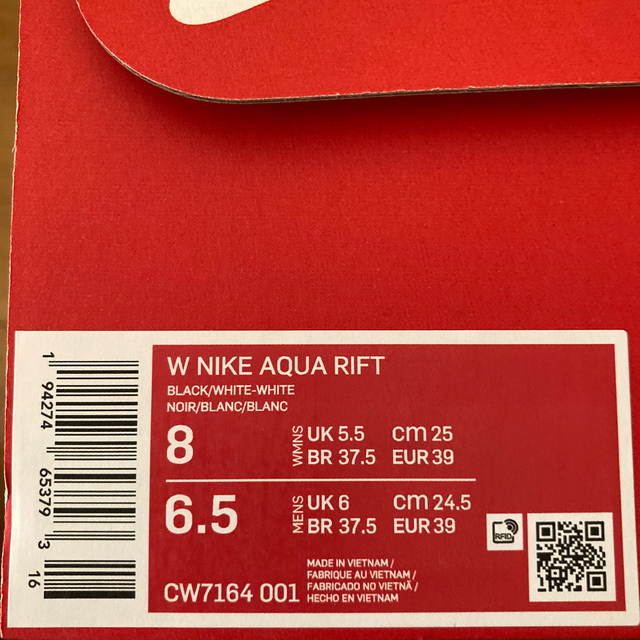 W NIKE AQUA RIFT
BLACK/WHITE-WHITE
NOIR/BLANC/BLANC
8 WMNS UK 5.5 cm 25
BR 37.5 EUR 39
6.5 MENS UK 6 cm 24.5
BR 37.5 EUR 39
RFID
CW7164 001
MADE IN VIETNAM /
FABRIQUE AU VIETNAM /
FABRICADO NO VIETNÃ /
HECHO EN VIETNAM
1 94274 65379 3 16